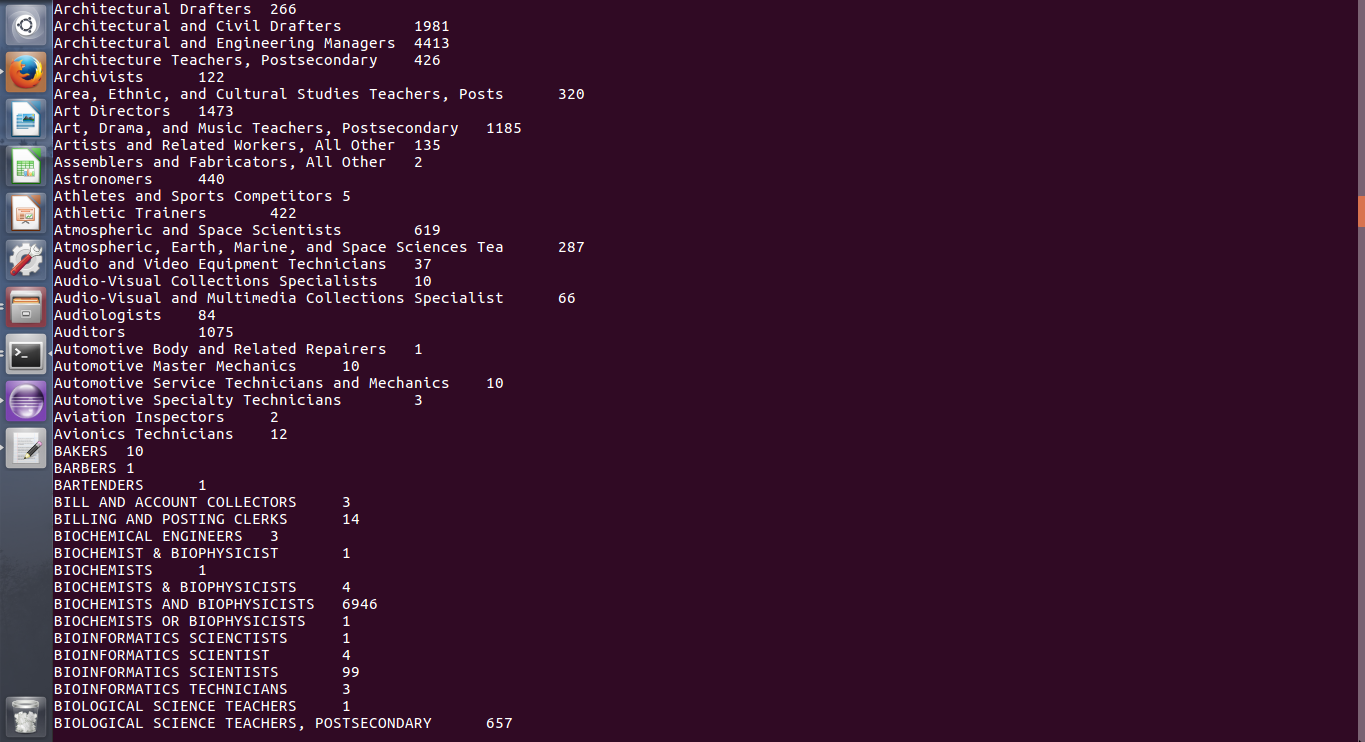 Architectural Drafters	266
Architectural and Civil Drafters	1981
Architectural and Engineering Managers	4413
Architecture Teachers, Postsecondary	426
Archivists	122
Area, Ethnic, and Cultural Studies Teachers, Posts	320
Art Directors	1473
Art, Drama, and Music Teachers, Postsecondary	1185
Artists and Related Workers, All Other	135
Assemblers and Fabricators, All Other	2
Astronomers	440
Athletes and Sports Competitors	5
Athletic Trainers	422
Atmospheric and Space Scientists	619
Atmospheric, Earth, Marine, and Space Sciences Tea	287
Audio and Video Equipment Technicians	37
Audio-Visual Collections Specialists	10
Audio-Visual and Multimedia Collections Specialist	66
Audiologists	84
Auditors	1075
Automotive Body and Related Repairers	1
Automotive Master Mechanics	10
Automotive Service Technicians and Mechanics	10
Automotive Specialty Technicians	3
Aviation Inspectors	2
Avionics Technicians	12
BAKERS	10
BARBERS	1
BARTENDERS	1
BILL AND ACCOUNT COLLECTORS	3
BILLING AND POSTING CLERKS	14
BIOCHEMICAL ENGINEERS	3
BIOCHEMIST & BIOPHYSICIST	1
BIOCHEMISTS	1
BIOCHEMISTS & BIOPHYSICISTS	4
BIOCHEMISTS AND BIOPHYSICISTS	6946
BIOCHEMISTS OR BIOPHYSICISTS	1
BIOINFORMATICS SCIENCTISTS	1
BIOINFORMATICS SCIENTIST	4
BIOINFORMATICS SCIENTISTS	99
BIOINFORMATICS TECHNICIANS	3
BIOLOGICAL SCIENCE TEACHERS	1
BIOLOGICAL SCIENCE TEACHERS, POSTSECONDARY	657